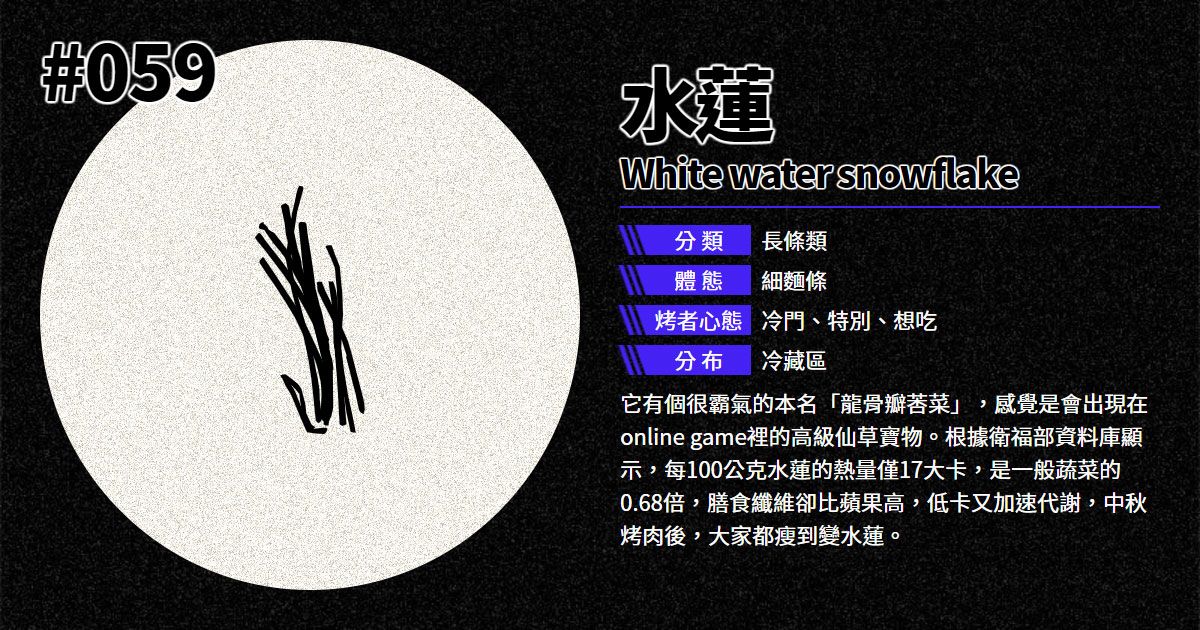 #059
水蓮
White water snowflake
分類 長條類
體態 細麵條
烤者心態 冷門、特別、想吃
分布 冷藏區
它有個很霸氣的本名「龍骨瓣莕菜」，感覺是會出現在
online game裡的高級仙草寶物。根據衛福部資料庫顯
示，每100公克水蓮的熱量僅17大卡，是一般蔬菜的
0.68倍，膳食纖維卻比蘋果高，低卡又加速代謝，中秋
烤肉後，大家都瘦到變水蓮。